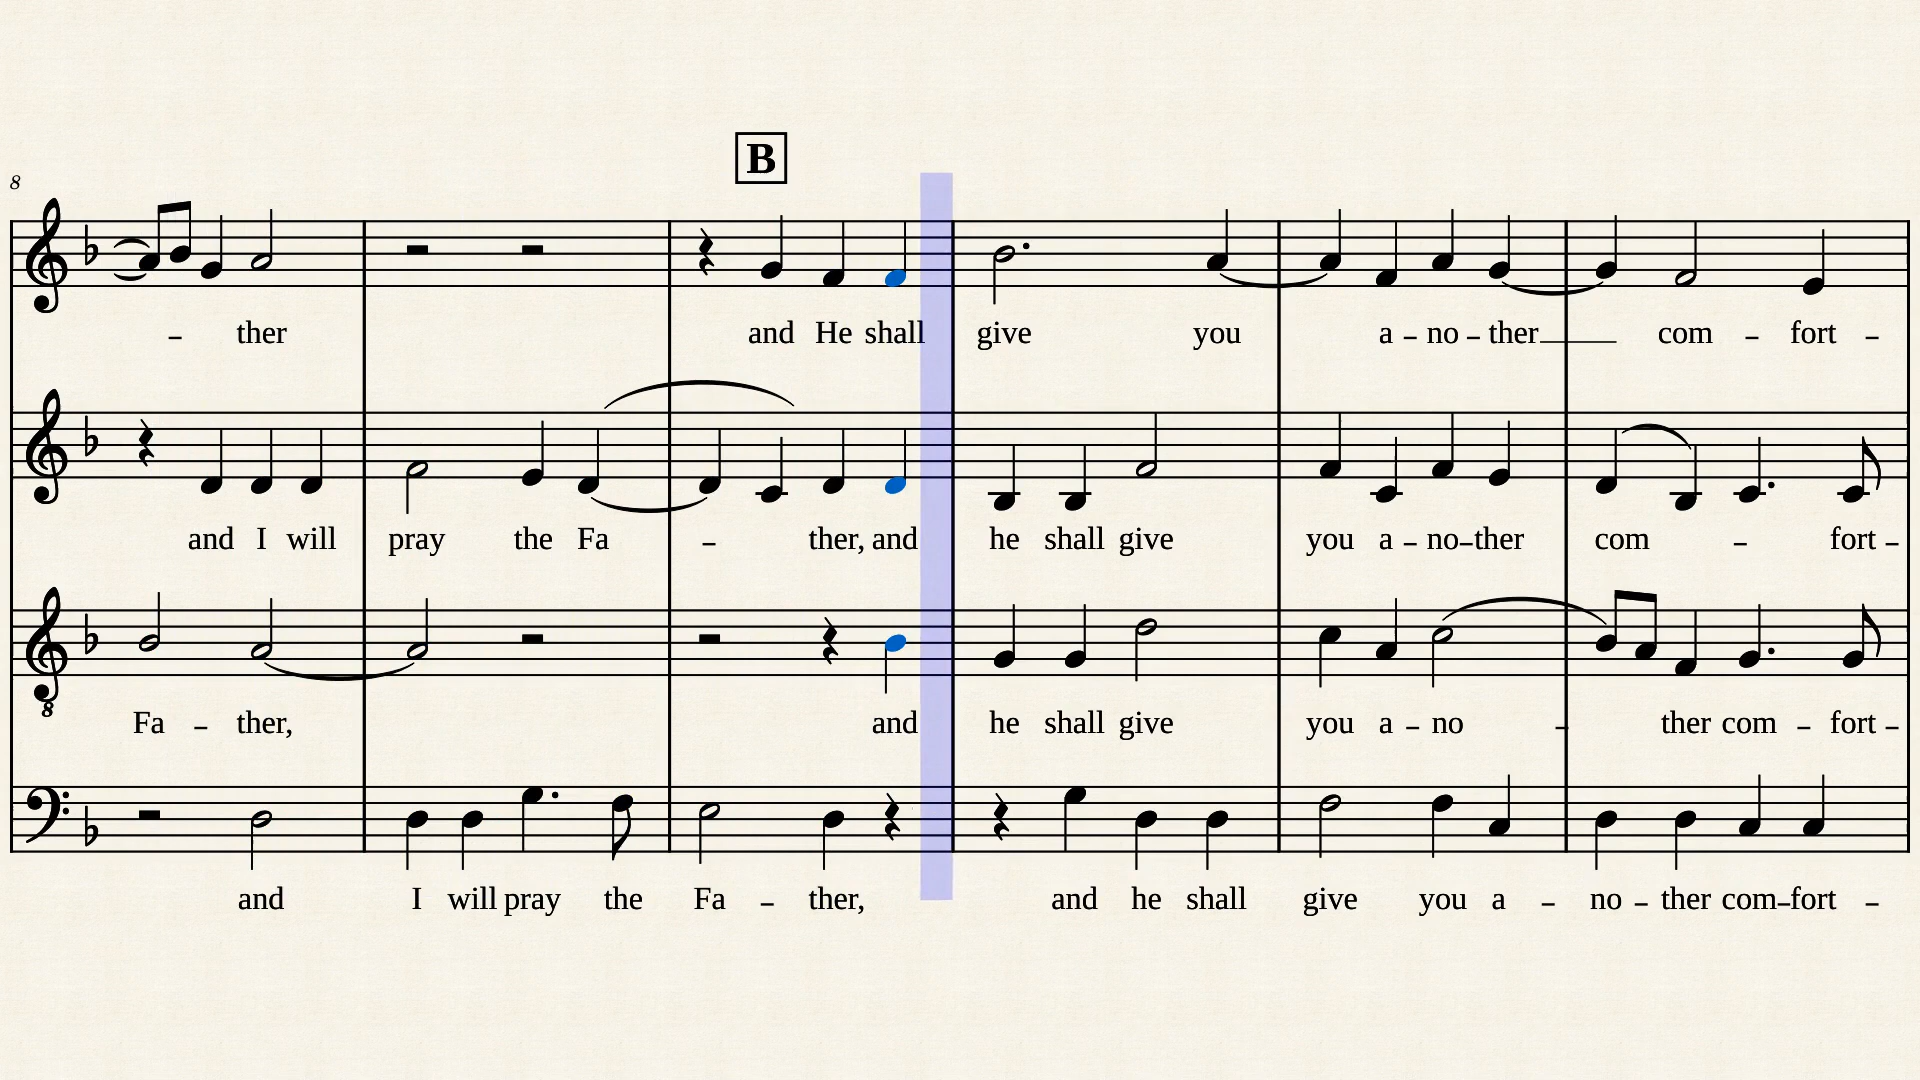 B
8
– ther and He shall give you a – no – ther com – fort –
and I will pray the Fa – ther, and he shall give you a – no – ther com – fort –
8
Fa – ther, and he shall give you a – no – ther com – fort –
and I will pray the Fa – ther, and he shall give you a – no – ther com – fort –